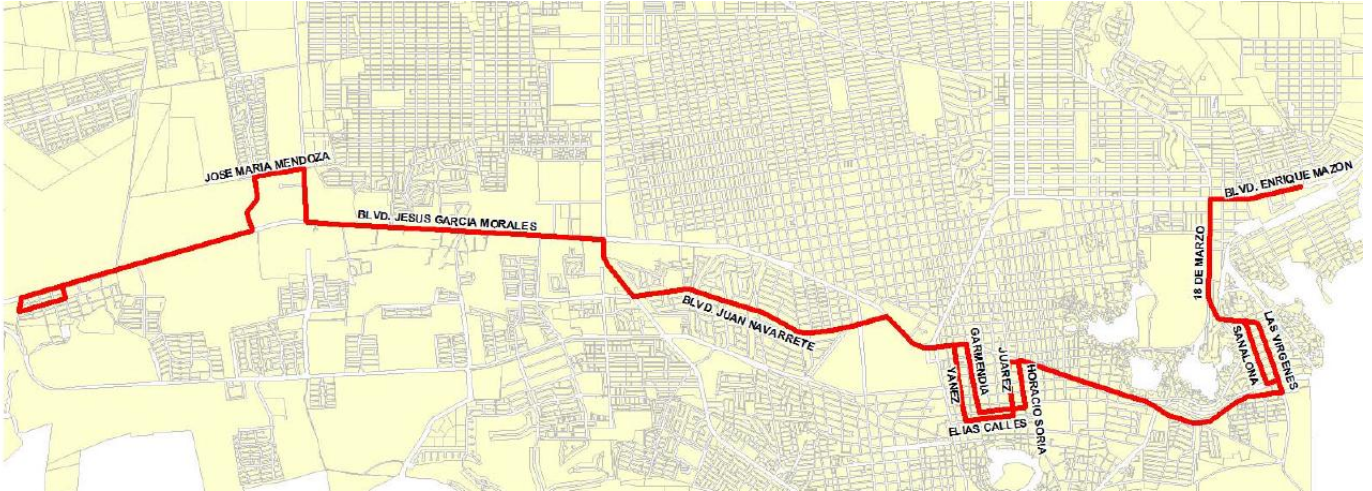 JOSE MARIA MENDOZA
BLVD. JESUS GARCIA MORALES
BLVD. JUAN NAVARRETE
YAÑEZ
GARMENDIA
JUAREZ
HORACIO SORIA
ELIAS CALLES
BLVD. ENRIQUE MAZON
18 DE MARZO
LAS VIRGENES
SANALONA